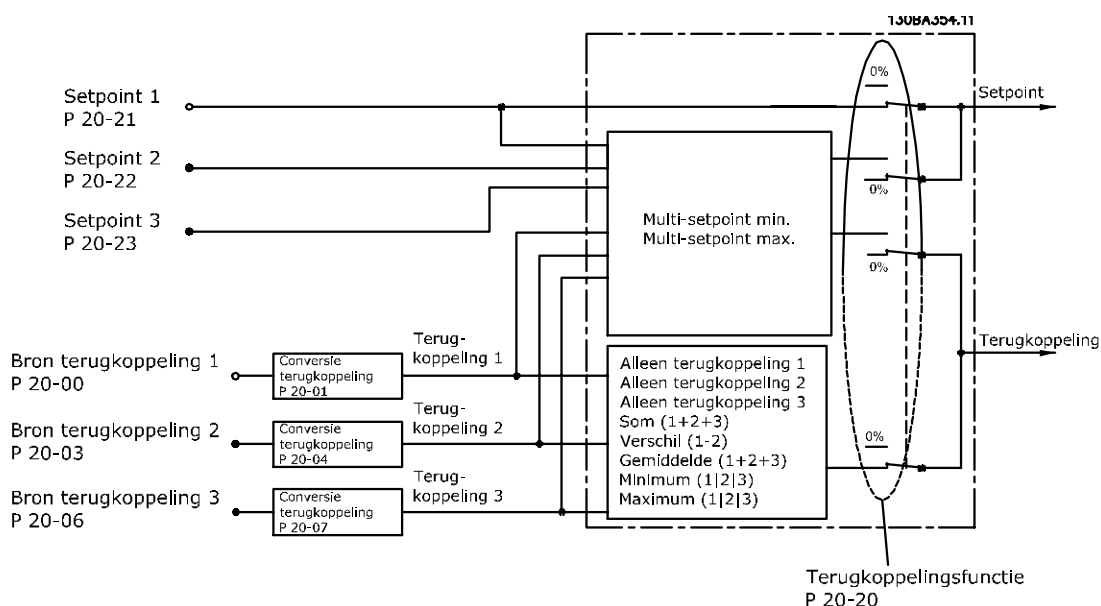 130BA354.11
Setpoint 1
P 20-21
Setpoint 2
P 20-22
Setpoint 3
P 20-23
0%
Setpoint
0%
Multi-setpoint min.
Multi-setpoint max.
0%
Terugkoppeling
Bron terugkoppeling 1
P 20-00
Conversie
terugkoppeling
P 20-01
Terug-
koppeling 1
Bron terugkoppeling 2
P 20-03
Conversie
terugkoppeling
P 20-04
Terug-
koppeling 2
Bron terugkoppeling 3
P 20-06
Conversie
terugkoppeling
P 20-07
Terug-
koppeling 3
Alleen terugkoppeling 1
Alleen terugkoppeling 2
Alleen terugkoppeling 3
Som (1+2+3)
Verschil (1-2)
Gemiddelde (1+2+3)
Minimum (1|2|3)
Maximum (1|2|3)
0%
Terugkoppelingsfunctie
P 20-20